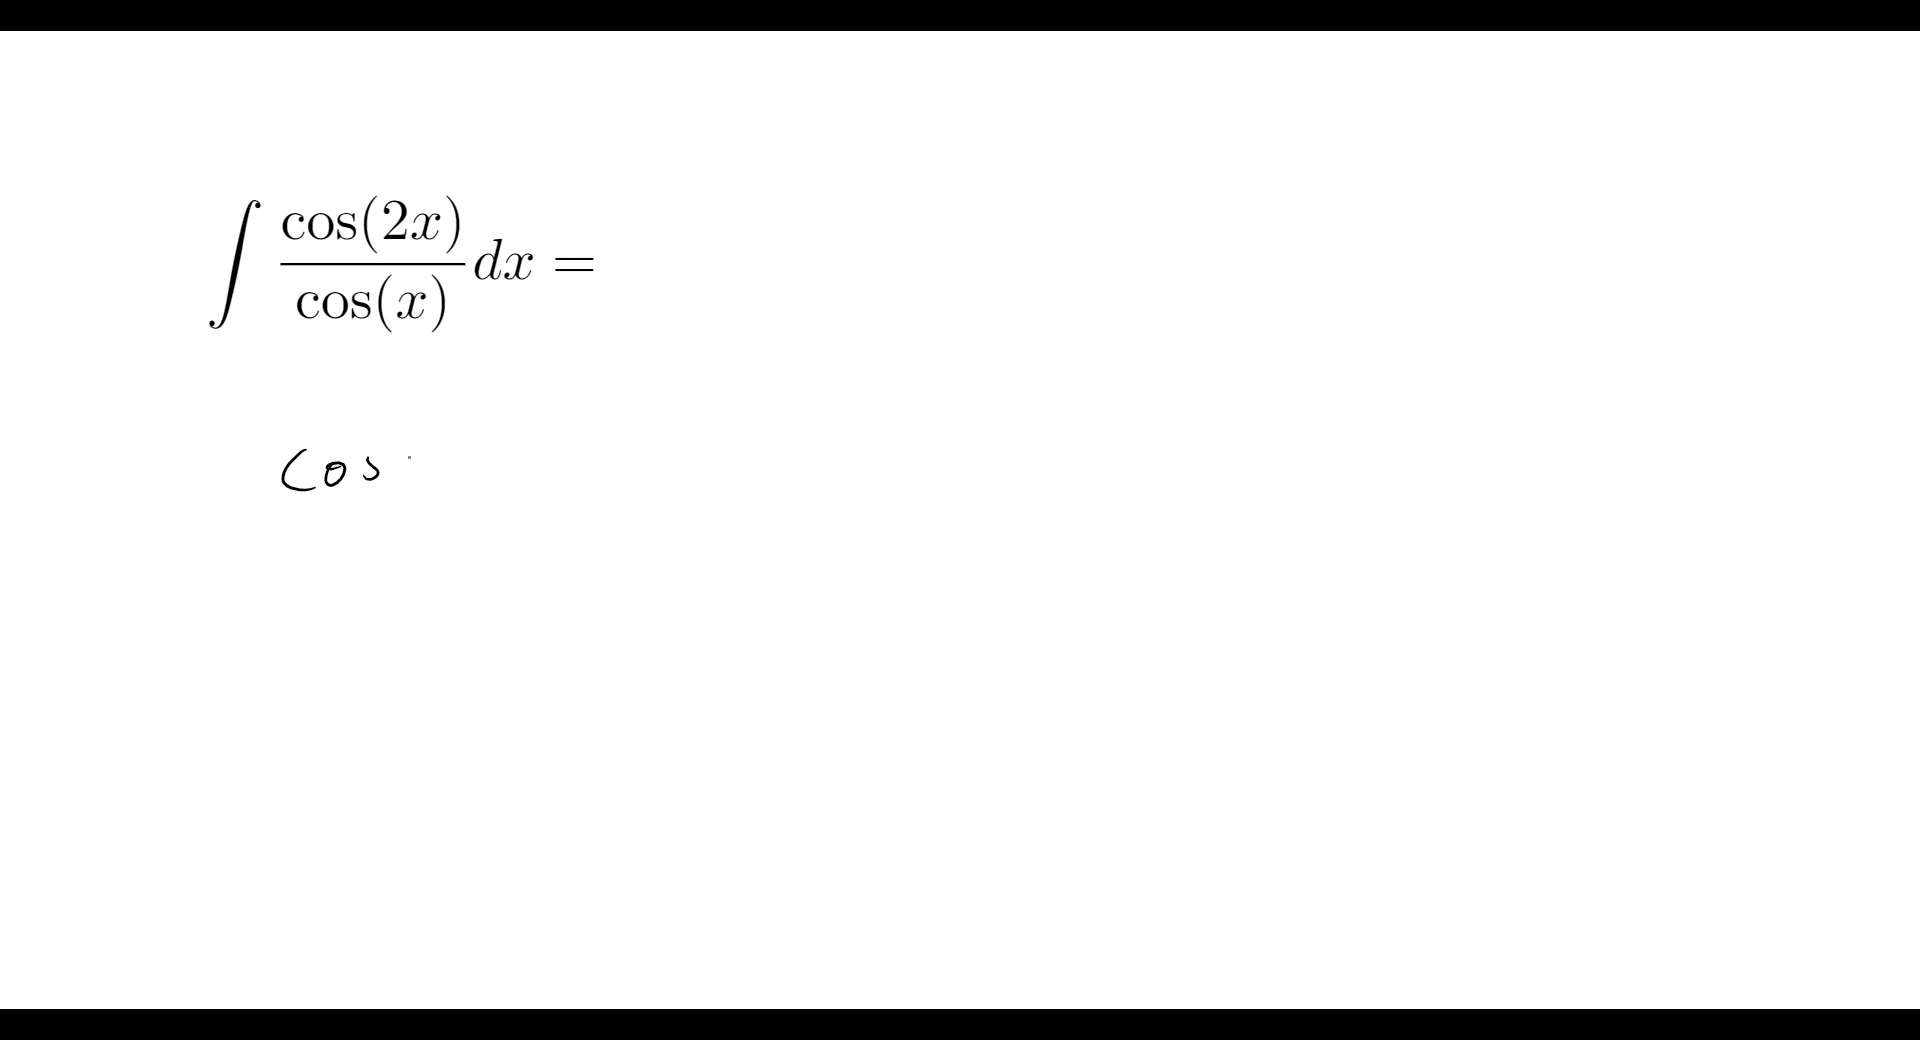 ∫ cos(2x)/cos(x) dx =
cos